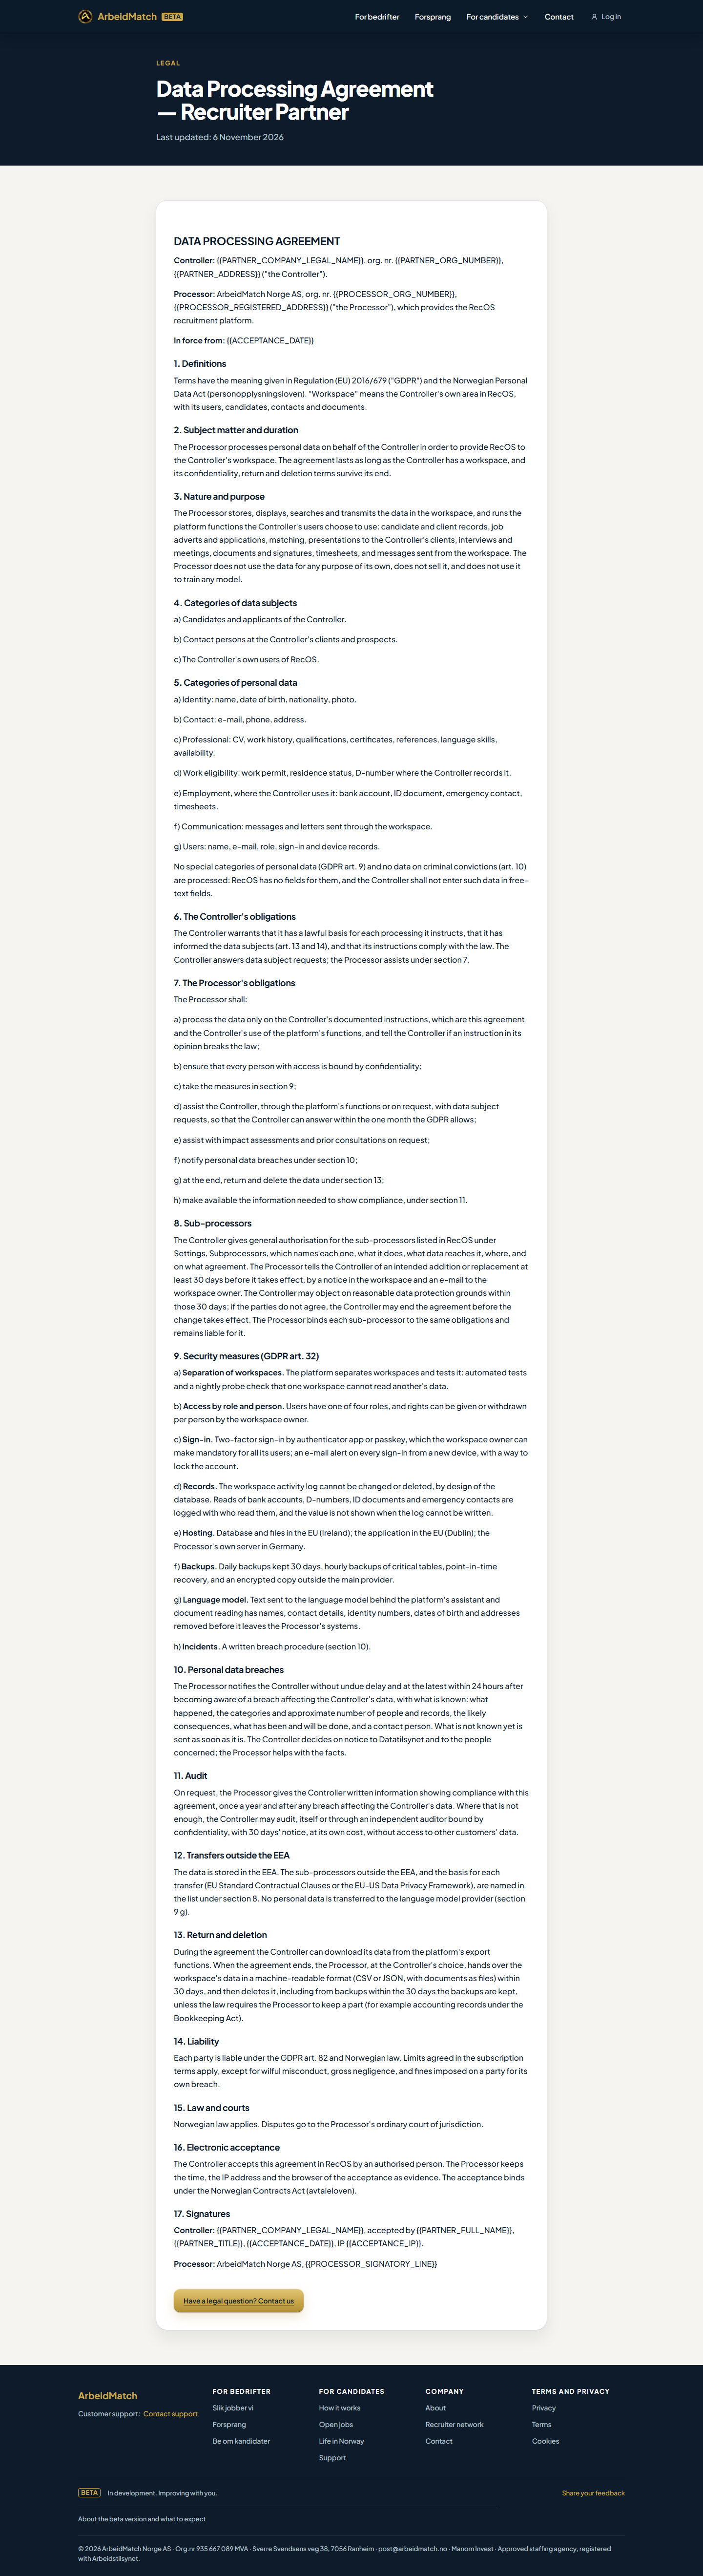 ArbeidMatch BETA
For bedrifter
Forsprang
For candidates
Contact
Log in
LEGAL
Data Processing Agreement
— Recruiter Partner
Last updated: 6 November 2026
DATA PROCESSING AGREEMENT
Controller: {{PARTNER_COMPANY_LEGAL_NAME}}, org. nr. {{PARTNER_ORG_NUMBER}},
{{PARTNER_ADDRESS}} ("the Controller").
Processor: ArbeidMatch Norge AS, org. nr. {{PROCESSOR_ORG_NUMBER}},
{{PROCESSOR_REGISTERED_ADDRESS}} ("the Processor"), which provides the RecOS
recruitment platform.
In force from: {{ACCEPTANCE_DATE}}
1. Definitions
Terms have the meaning given in Regulation (EU) 2016/679 ("GDPR") and the Norwegian Personal
Data Act (personopplysningsloven). "Workspace" means the Controller's own area in RecOS,
with its users, candidates, contacts and documents.
2. Subject matter and duration
The Processor processes personal data on behalf of the Controller in order to provide RecOS to
the Controller's workspace. The agreement lasts as long as the Controller has a workspace, and
its confidentiality, return and deletion terms survive its end.
3. Nature and purpose
The Processor stores, displays, searches and transmits the data in the workspace, and runs the
platform functions the Controller's users choose to use: candidate and client records, job
adverts and applications, matching, presentations to the Controller's clients, interviews and
meetings, documents and signatures, timesheets, and messages sent from the workspace. The
Processor does not use the data for any purpose of its own, does not sell it, and does not use it
to train any model.
4. Categories of data subjects
a) Candidates and applicants of the Controller.
b) Contact persons at the Controller's clients and prospects.
c) The Controller's own users of RecOS.
5. Categories of personal data
a) Identity: name, date of birth, nationality, photo.
b) Contact: e-mail, phone, address.
c) Professional: CV, work history, qualifications, certificates, references, language skills,
availability.
d) Work eligibility: work permit, residence status, D-number where the Controller records it.
e) Employment, where the Controller uses it: bank account, ID document, emergency contact,
timesheets.
f) Communication: messages and letters sent through the workspace.
g) Users: name, e-mail, role, sign-in and device records.
No special categories of personal data (GDPR art. 9) and no data on criminal convictions (art. 10)
are processed: RecOS has no fields for them, and the Controller shall not enter such data in free-
text fields.
6. The Controller's obligations
The Controller warrants that it has a lawful basis for each processing it instructs, that it has
informed the data subjects (art. 13 and 14), and that its instructions comply with the law. The
Controller answers data subject requests; the Processor assists under section 7.
7. The Processor's obligations
The Processor shall:
a) process the data only on the Controller's documented instructions, which are this agreement
and the Controller's use of the platform's functions, and tell the Controller if an instruction in its
opinion breaks the law;
b) ensure that every person with access is bound by confidentiality;
c) take the measures in section 9;
d) assist the Controller, through the platform's functions or on request, with data subject
requests, so that the Controller can answer within the one month the GDPR allows;
e) assist with impact assessments and prior consultations on request;
f) notify personal data breaches under section 10;
g) at the end, return and delete the data under section 13;
h) make available the information needed to show compliance, under section 11.
8. Sub-processors
The Controller gives general authorisation for the sub-processors listed in RecOS under
Settings, Subprocessors, which names each one, what it does, what data reaches it, where, and
on what agreement. The Processor tells the Controller of an intended addition or replacement at
least 30 days before it takes effect, by a notice in the workspace and an e-mail to the
workspace owner. The Controller may object on reasonable data protection grounds within
those 30 days; if the parties do not agree, the Controller may end the agreement before the
change takes effect. The Processor binds each sub-processor to the same obligations and
remains liable for it.
9. Security measures (GDPR art. 32)
a) Separation of workspaces. The platform separates workspaces and tests it: automated tests
and a nightly probe check that one workspace cannot read another's data.
b) Access by role and person. Users have one of four roles, and rights can be given or withdrawn
per person by the workspace owner.
c) Sign-in. Two-factor sign-in by authenticator app or passkey, which the workspace owner can
make mandatory for all its users; an e-mail alert on every sign-in from a new device, with a way to
lock the account.
d) Records. The workspace activity log cannot be changed or deleted, by design of the
database. Reads of bank accounts, D-numbers, ID documents and emergency contacts are
logged with who read them, and the value is not shown when the log cannot be written.
e) Hosting. Database and files in the EU (Ireland); the application in the EU (Dublin); the
Processor's own server in Germany.
f) Backups. Daily backups kept 30 days, hourly backups of critical tables, point-in-time
recovery, and an encrypted copy outside the main provider.
g) Language model. Text sent to the language model behind the platform's assistant and
document reading has names, contact details, identity numbers, dates of birth and addresses
removed before it leaves the Processor's systems.
h) Incidents. A written breach procedure (section 10).
10. Personal data breaches
The Processor notifies the Controller without undue delay and at the latest within 24 hours after
becoming aware of a breach affecting the Controller's data, with what is known: what
happened, the categories and approximate number of people and records, the likely
consequences, what has been and will be done, and a contact person. What is not known yet is
sent as soon as it is. The Controller decides on notice to Datatilsynet and to the people
concerned; the Processor helps with the facts.
11. Audit
On request, the Processor gives the Controller written information showing compliance with this
agreement, once a year and after any breach affecting the Controller's data. Where that is not
enough, the Controller may audit, itself or through an independent auditor bound by
confidentiality, with 30 days' notice, at its own cost, without access to other customers' data.
12. Transfers outside the EEA
The data is stored in the EEA. The sub-processors outside the EEA, and the basis for each
transfer (EU Standard Contractual Clauses or the EU-US Data Privacy Framework), are named in
the list under section 8. No personal data is transferred to the language model provider (section
9 g).
13. Return and deletion
During the agreement the Controller can download its data from the platform's export
functions. When the agreement ends, the Processor, at the Controller's choice, hands over the
workspace's data in a machine-readable format (CSV or JSON, with documents as files) within
30 days, and then deletes it, including from backups within the 30 days the backups are kept,
unless the law requires the Processor to keep a part (for example accounting records under the
Bookkeeping Act).
14. Liability
Each party is liable under the GDPR art. 82 and Norwegian law. Limits agreed in the subscription
terms apply, except for wilful misconduct, gross negligence, and fines imposed on a party for its
own breach.
15. Law and courts
Norwegian law applies. Disputes go to the Processor's ordinary court of jurisdiction.
16. Electronic acceptance
The Controller accepts this agreement in RecOS by an authorised person. The Processor keeps
the time, the IP address and the browser of the acceptance as evidence. The acceptance binds
under the Norwegian Contracts Act (avtaleloven).
17. Signatures
Controller: {{PARTNER_COMPANY_LEGAL_NAME}}, accepted by {{PARTNER_FULL_NAME}},
{{PARTNER_TITLE}}, {{ACCEPTANCE_DATE}}, IP {{ACCEPTANCE_IP}}.
Processor: ArbeidMatch Norge AS, {{PROCESSOR_SIGNATORY_LINE}}
Have a legal question? Contact us
ArbeidMatch
Customer support: Contact support
FOR BEDRIFTER
Slik jobber vi
Forsprang
Be om kandidater
FOR CANDIDATES
How it works
Open jobs
Life in Norway
Support
COMPANY
About
Recruiter network
Contact
TERMS AND PRIVACY
Privacy
Terms
Cookies
BETA In development. Improving with you.
Share your feedback
About the beta version and what to expect
© 2026 ArbeidMatch Norge AS · Org.nr 935 667 089 MVA · Sverre Svendsens veg 38, 7056 Ranheim · post@arbeidmatch.no · Manom Invest · Approved staffing agency, registered
with Arbeidstilsynet.